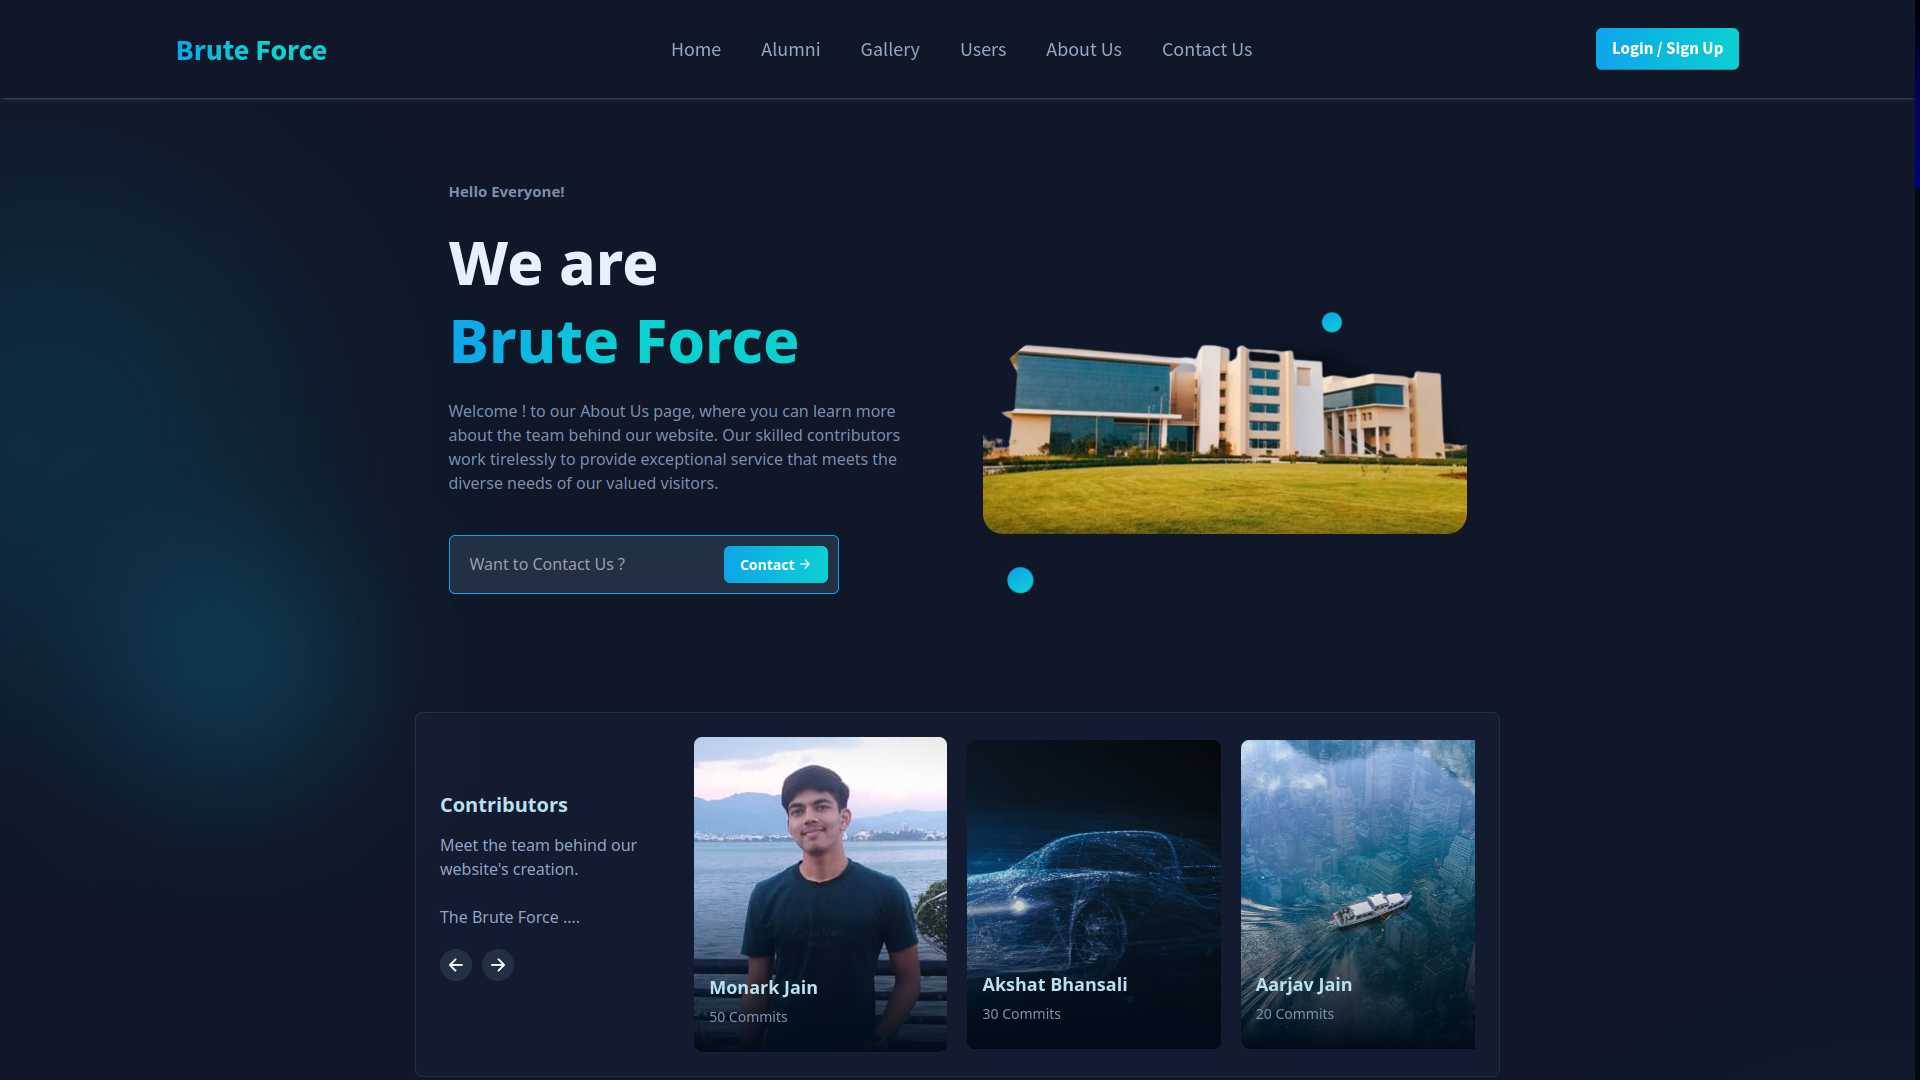 Brute Force
Home
Alumni
Gallery
Users
About Us
Contact Us
Login / Sign Up
Hello Everyone!
We are
Brute Force
Welcome ! to our About Us page, where you can learn more
about the team behind our website. Our skilled contributors
work tirelessly to provide exceptional service that meets the
diverse needs of our valued visitors.
Want to Contact Us ?
Contact →
Contributors
Meet the team behind our
website's creation.
The Brute Force ....
Monark Jain
50 Commits
Akshat Bhansali
30 Commits
Aarjav Jain
20 Commits